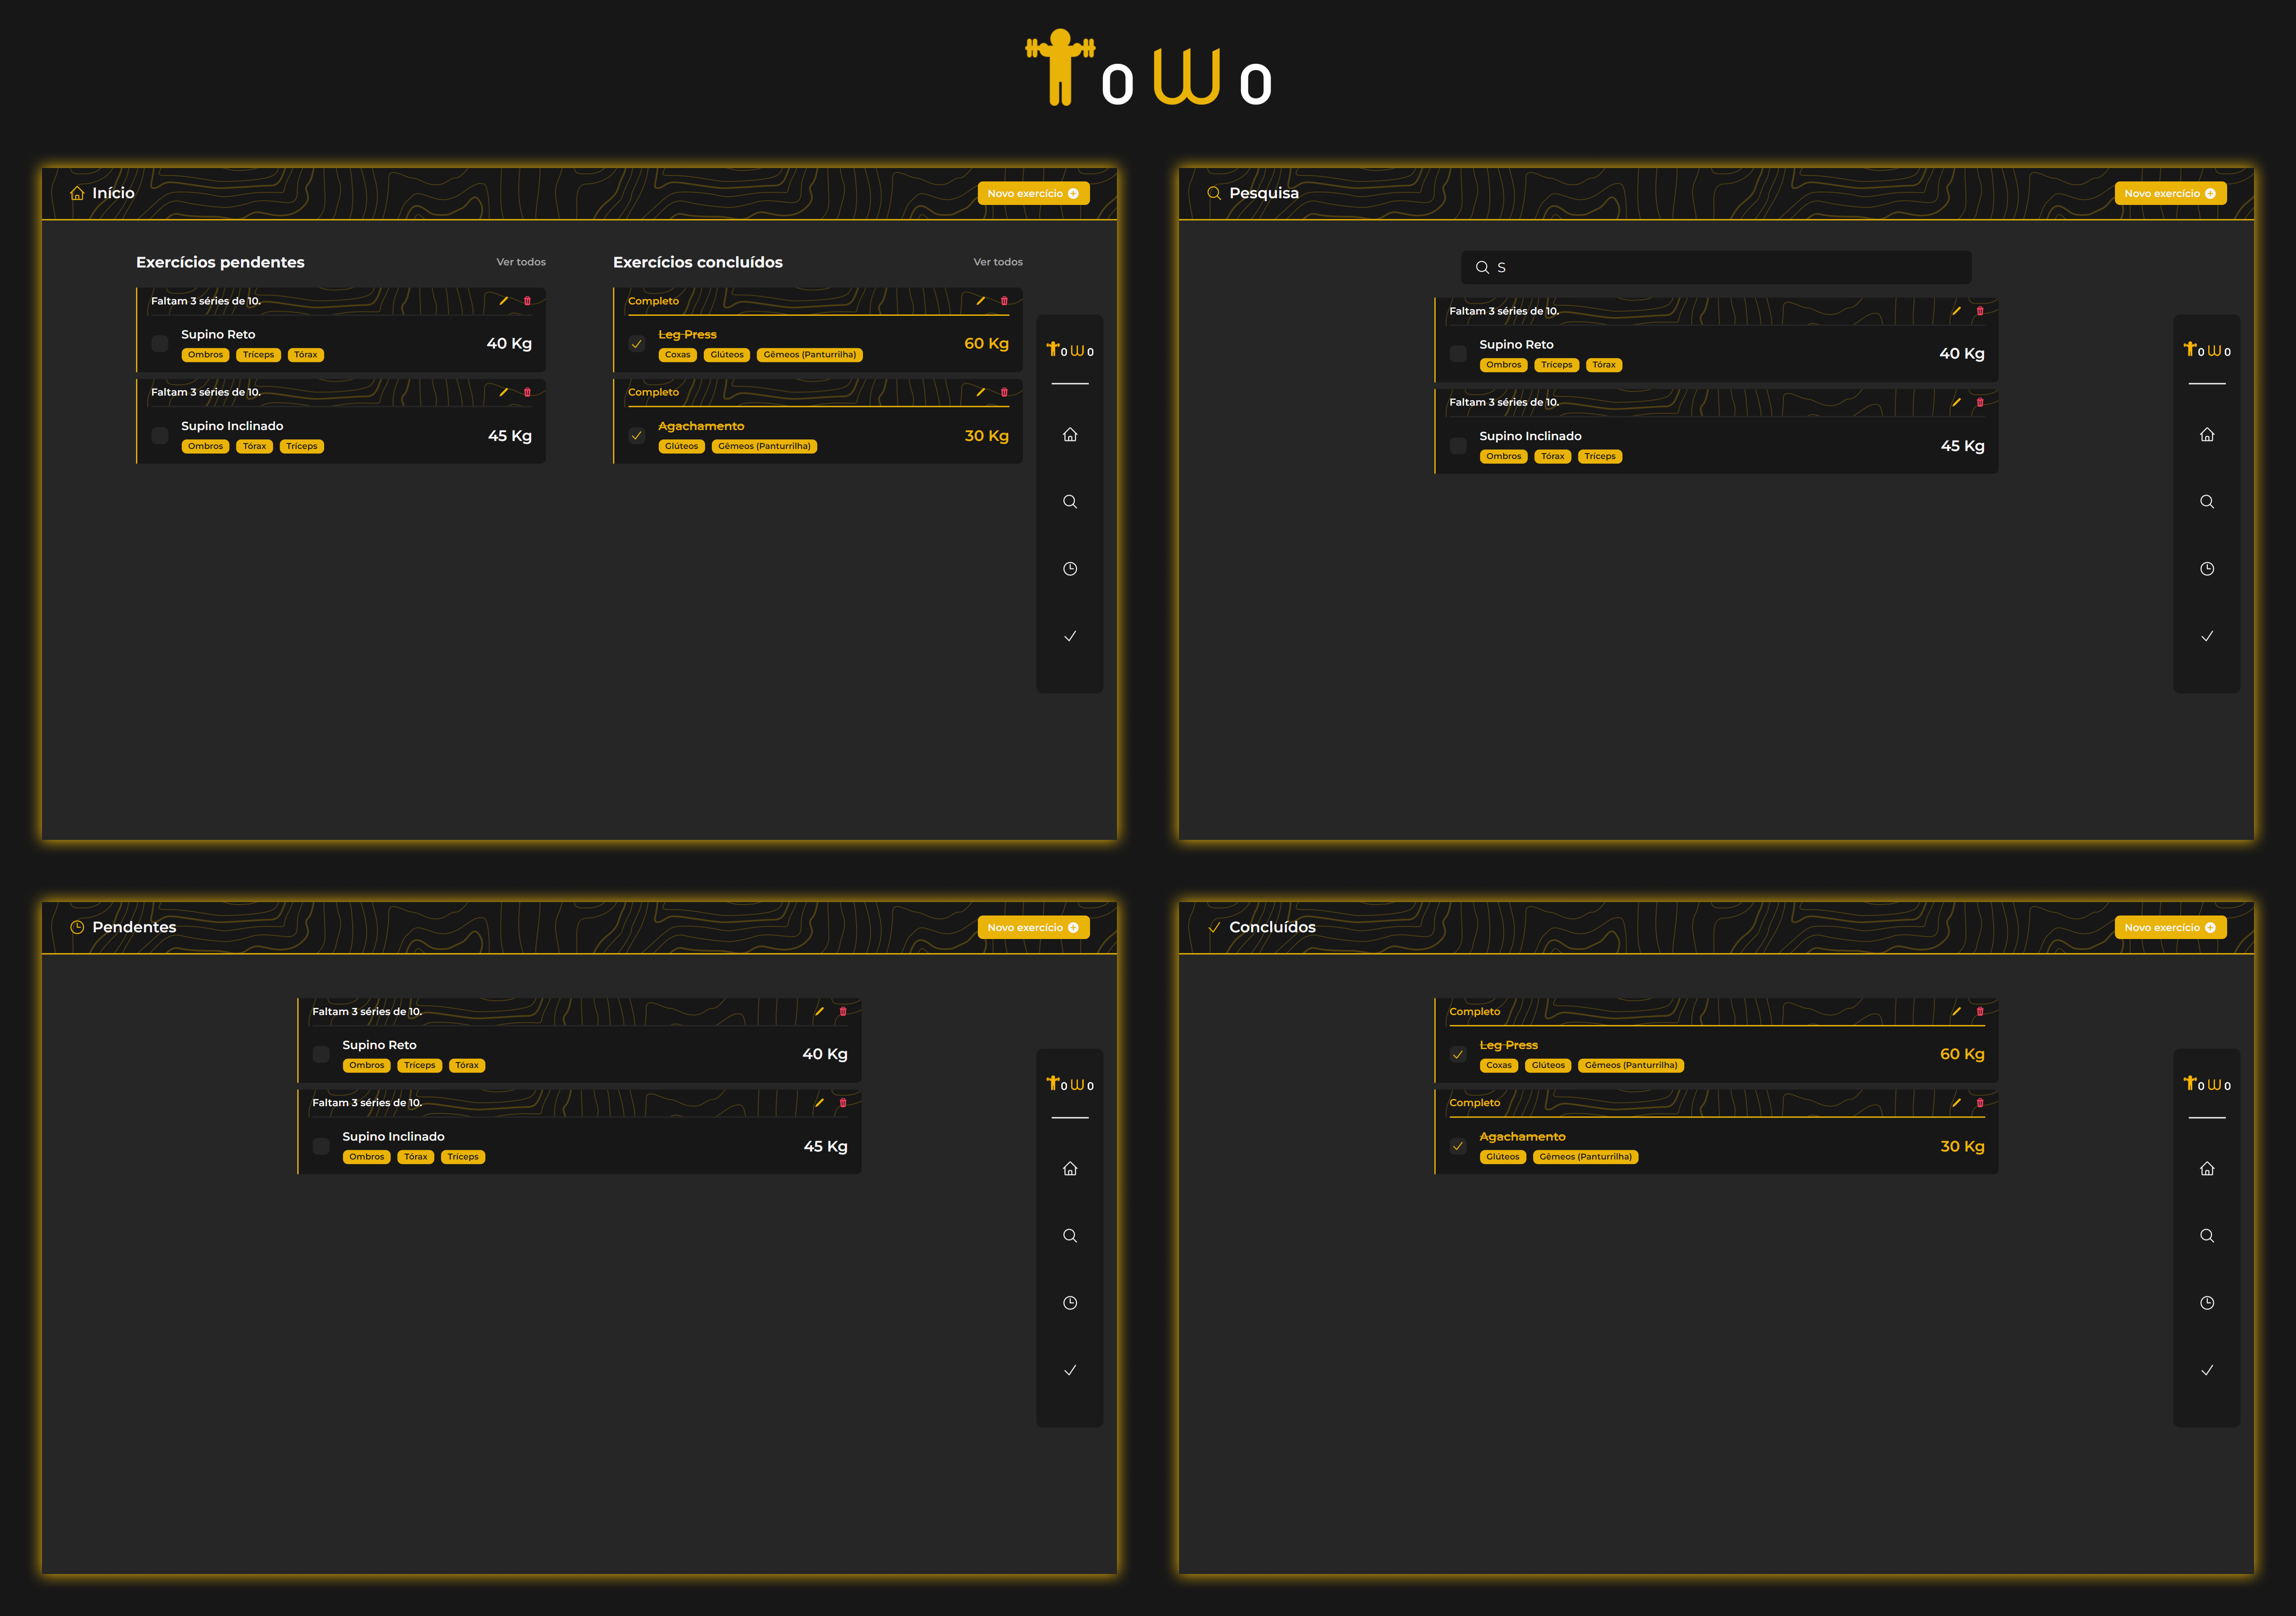 ToWo
Início
Novo exercício
Exercícios pendentes
Ver todos
Faltam 3 séries de 10.
Supino Reto
Ombros Tríceps Tórax
40 Kg
Faltam 3 séries de 10.
Supino Inclinado
Ombros Tórax Tríceps
45 Kg
Exercícios concluídos
Ver todos
Completo
Leg Press
Coxas Glúteos Gêmeos (Panturrilha)
60 Kg
Completo
Agachamento
Glúteos Gêmeos (Panturrilha)
30 Kg
ToWo
Pesquisa
Novo exercício
S
Faltam 3 séries de 10.
Supino Reto
Ombros Tríceps Tórax
40 Kg
Faltam 3 séries de 10.
Supino Inclinado
Ombros Tórax Tríceps
45 Kg
ToWo
Pendentes
Novo exercício
Faltam 3 séries de 10.
Supino Reto
Ombros Tríceps Tórax
40 Kg
Faltam 3 séries de 10.
Supino Inclinado
Ombros Tórax Tríceps
45 Kg
ToWo
Concluídos
Novo exercício
Completo
Leg Press
Coxas Glúteos Gêmeos (Panturrilha)
60 Kg
Completo
Agachamento
Glúteos Gêmeos (Panturrilha)
30 Kg
ToWo